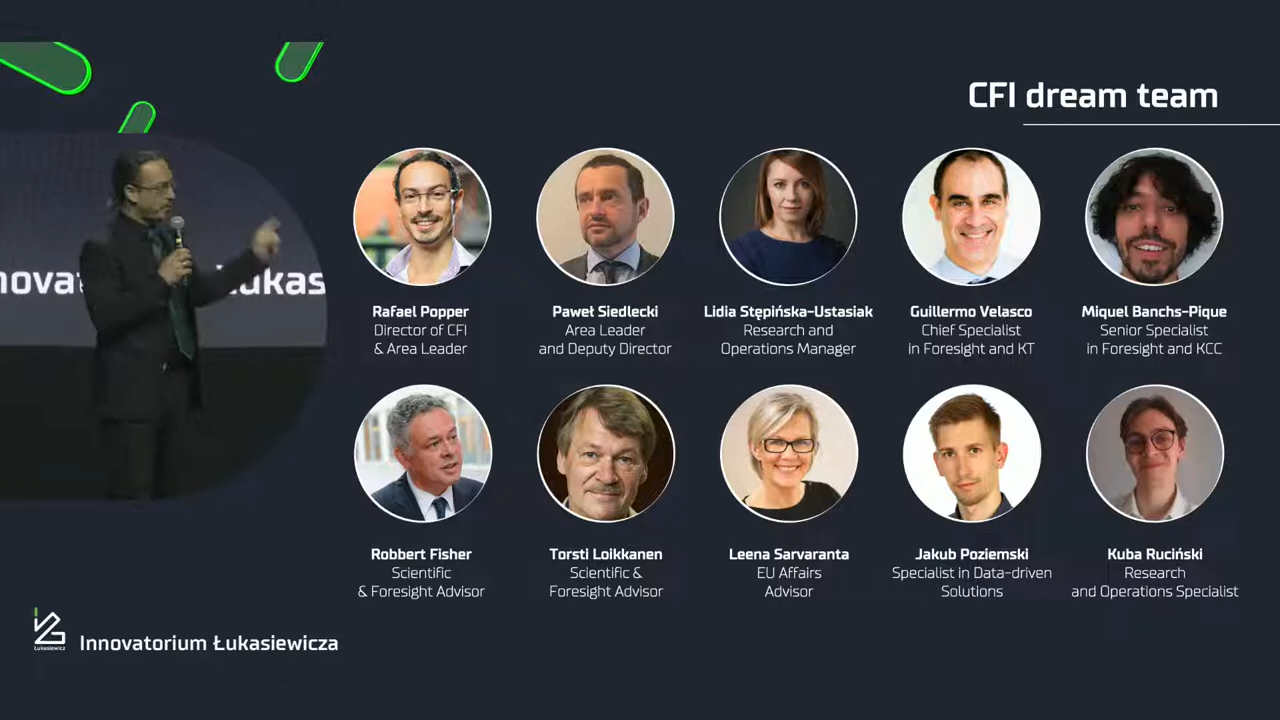 CFI dream team
novat
Łukas
Rafael Popper
Director of CFI
& Area Leader
Paweł Siedlecki
Area Leader
and Deputy Director
Lidia Stępińska-Ustasiak
Research and
Operations Manager
Guillermo Velasco
Chief Specialist
in Foresight and KT
Miquel Banchs-Pique
Senior Specialist
in Foresight and KCC
Robbert Fisher
Scientific
& Foresight Advisor
Torsti Loikkanen
Scientific &
Foresight Advisor
Leena Sarvaranta
EU Affairs
Advisor
Jakub Poziemski
Specialist in Data-driven
Solutions
Kuba Ruciński
Research
and Operations Specialist
Łukasiewicz
Innovatorium Łukasiewicza